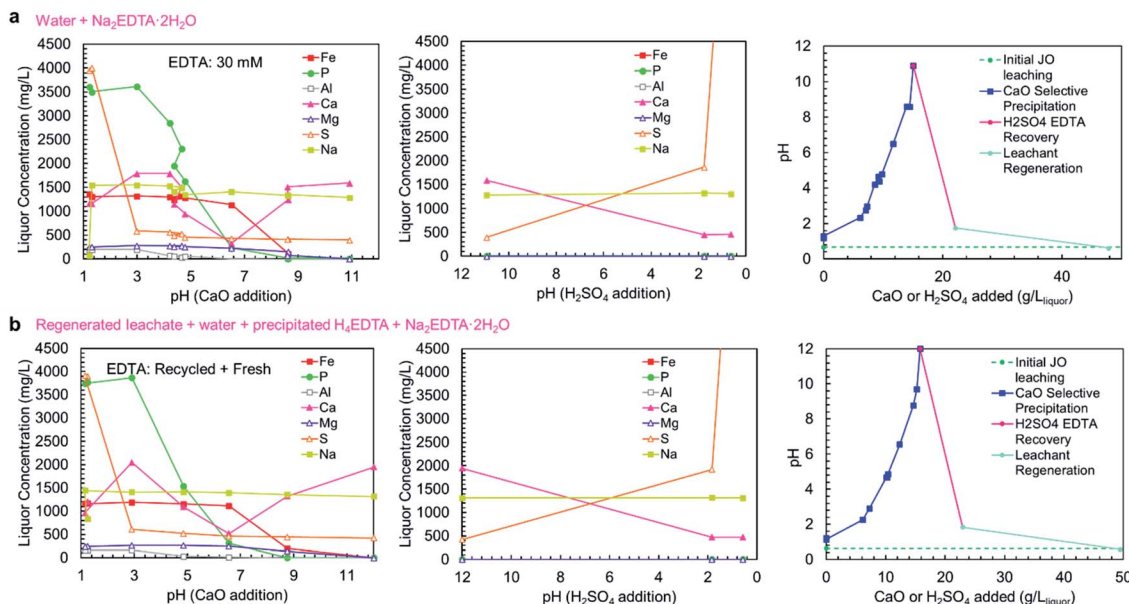 a Water + Na₂EDTA·2H₂O
Liquor Concentration (mg/L)
4500
4000
3500
3000
2500
2000
1500
1000
500
0
EDTA: 30 mM
Fe
P
Al
Ca
Mg
S
Na
1 3 5 7 9 11
pH (CaO addition)
Liquor Concentration (mg/L)
4500
4000
3500
3000
2500
2000
1500
1000
500
0
Fe
P
Al
Ca
Mg
S
Na
12 10 8 6 4 2 0
pH (H₂SO₄ addition)
pH
12
10
8
6
4
2
0
Initial JO
leaching
CaO Selective
Precipitation
H2SO4 EDTA
Recovery
Leachant
Regeneration
0 20 40
CaO or H₂SO₄ added (g/L_liquor)
b Regenerated leachate + water + precipitated H₄EDTA + Na₂EDTA·2H₂O
Liquor Concentration (mg/L)
4500
4000
3500
3000
2500
2000
1500
1000
500
0
EDTA: Recycled + Fresh
Fe
P
Al
Ca
Mg
S
Na
1 3 5 7 9 11
pH (CaO addition)
Liquor Concentration (mg/L)
4500
4000
3500
3000
2500
2000
1500
1000
500
0
Fe
P
Al
Ca
Mg
S
Na
12 10 8 6 4 2 0
pH (H₂SO₄ addition)
pH
12
10
8
6
4
2
0
Initial JO
leaching
CaO Selective
Precipitation
H2SO4 EDTA
Recovery
Leachant
Regeneration
0 10 20 30 40 50
CaO or H₂SO₄ added (g/L_liquor)